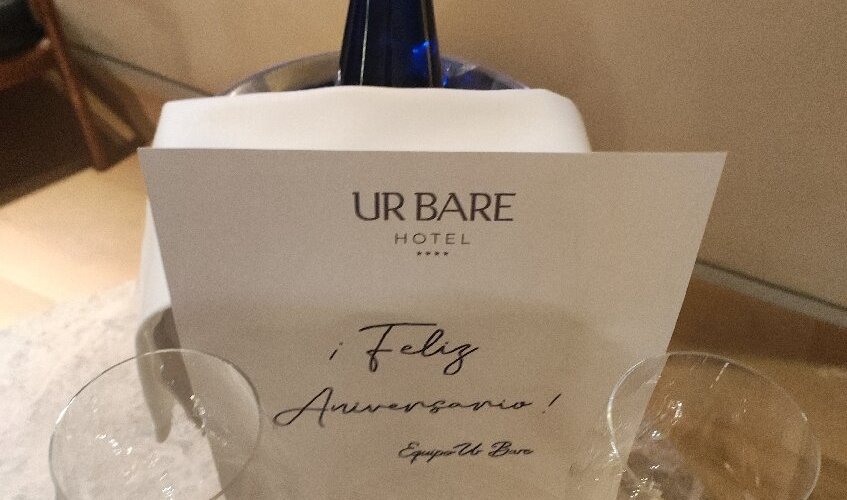 UR BARE
HOTEL
****
¡Feliz
Aniversario!
Equipo Ur Bare